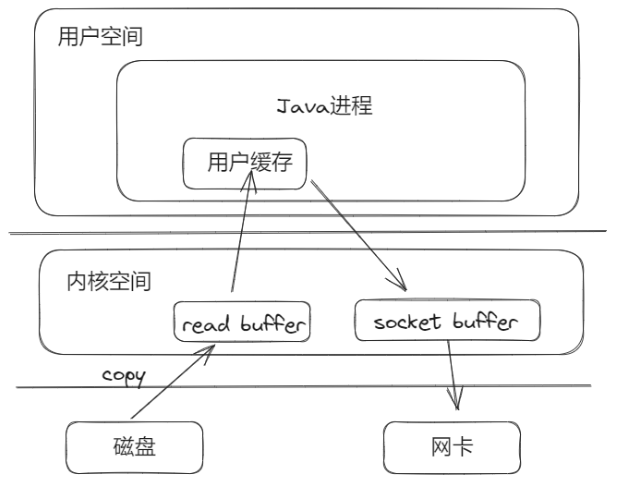 用户空间
Java进程
用户缓存
内核空间
read buffer
socket buffer
copy
磁盘
网卡